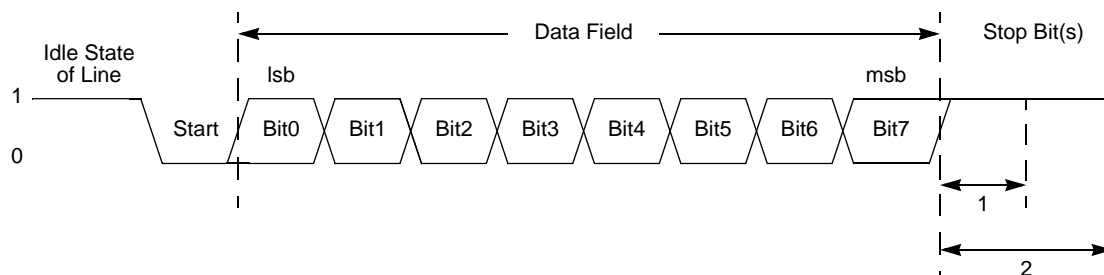 Data Field
Stop Bit(s)
Idle State
of Line
lsb
msb
1
Start
Bit0
Bit1
Bit2
Bit3
Bit4
Bit5
Bit6
Bit7
0
1
2